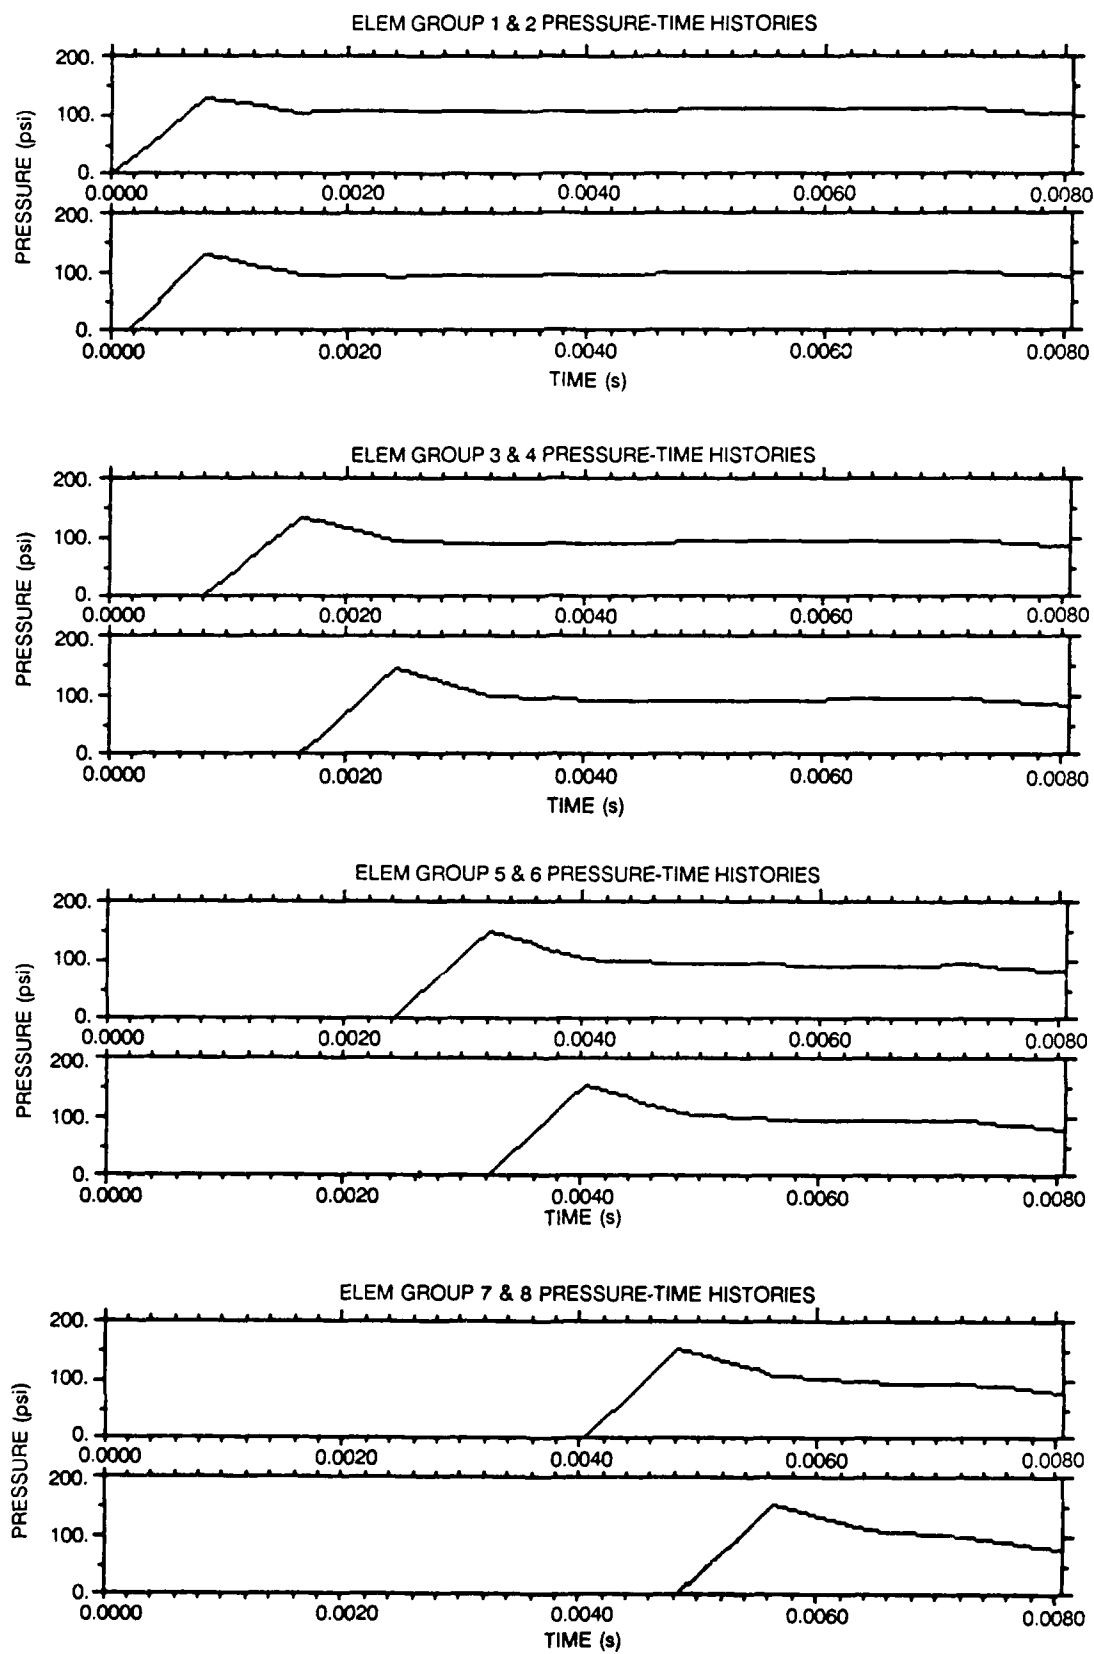 ELEM GROUP 1 & 2 PRESSURE-TIME HISTORIES
PRESSURE (psi)
200.
100.
0.
0.0000 0.0020 0.0040 0.0060 0.0080
200.
100.
0.
0.0000 0.0020 0.0040 0.0060 0.0080
TIME (s)
ELEM GROUP 3 & 4 PRESSURE-TIME HISTORIES
PRESSURE (psi)
200.
100.
0.
0.0000 0.0020 0.0040 0.0060 0.0080
200.
100.
0.
0.0000 0.0020 0.0040 0.0060 0.0080
TIME (s)
ELEM GROUP 5 & 6 PRESSURE-TIME HISTORIES
PRESSURE (psi)
200.
100.
0.
0.0000 0.0020 0.0040 0.0060 0.0080
200.
100.
0.
0.0000 0.0020 0.0040 0.0060 0.0080
TIME (s)
ELEM GROUP 7 & 8 PRESSURE-TIME HISTORIES
PRESSURE (psi)
200.
100.
0.
0.0000 0.0020 0.0040 0.0060 0.0080
200.
100.
0.
0.0000 0.0020 0.0040 0.0060 0.0080
TIME (s)